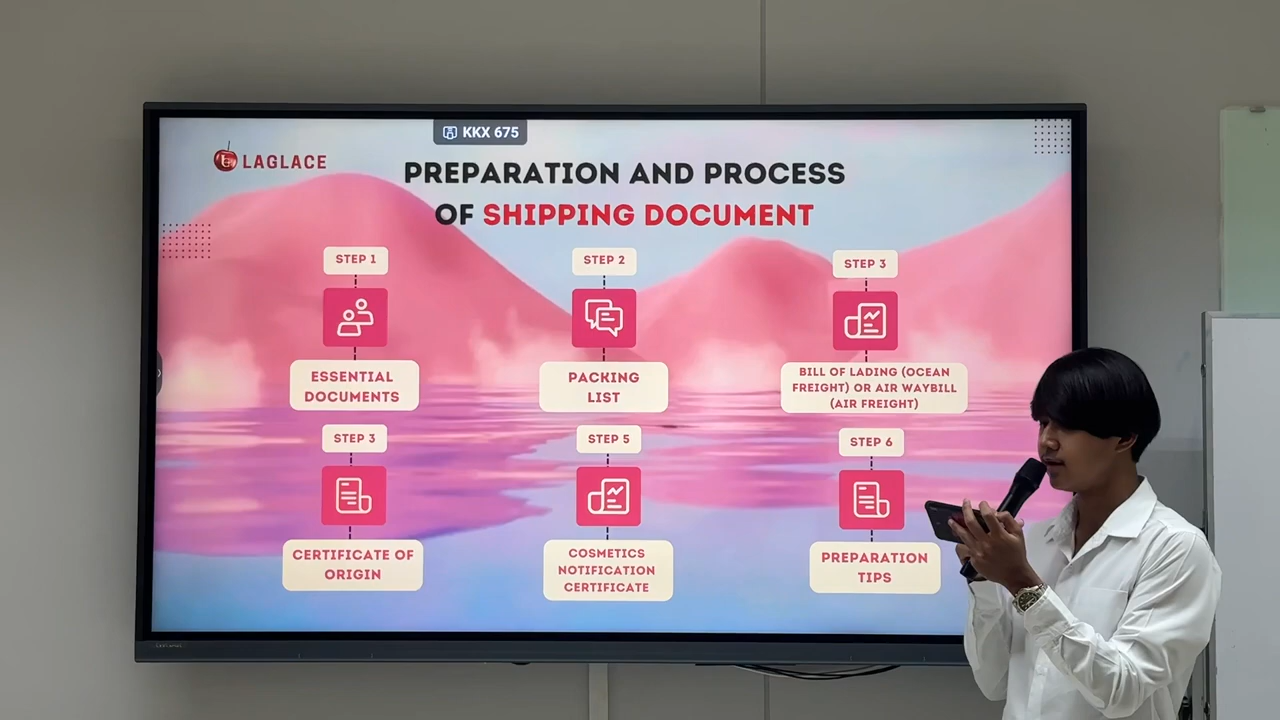 KKX 675
LAGLACE
PREPARATION AND PROCESS
OF SHIPPING DOCUMENT
STEP 1
ESSENTIAL
DOCUMENTS
STEP 2
PACKING
LIST
STEP 3
BILL OF LADING (OCEAN
FREIGHT) OR AIR WAYBILL
(AIR FREIGHT)
STEP 3
CERTIFICATE OF
ORIGIN
STEP 5
COSMETICS
NOTIFICATION
CERTIFICATE
STEP 6
PREPARATION
TIPS